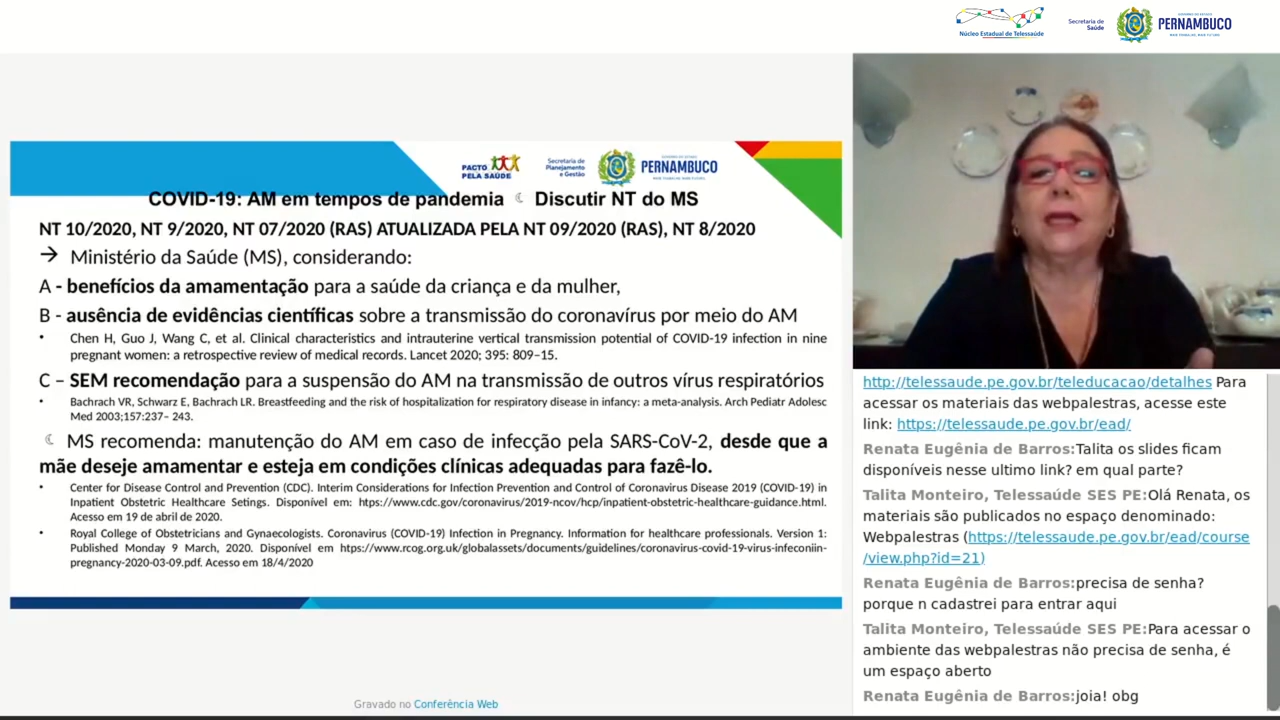 Núcleo Estadual de Telessaúde
Secretaria de
Saúde
PERNAMBUCO
PACTO
PELA SAÚDE
Secretaria de
Planejamento
e Gestão
PERNAMBUCO
COVID-19: AM em tempos de pandemia ☾ Discutir NT do MS
NT 10/2020, NT 9/2020, NT 07/2020 (RAS) ATUALIZADA PELA NT 09/2020 (RAS), NT 8/2020
→ Ministério da Saúde (MS), considerando:
A - benefícios da amamentação para a saúde da criança e da mulher,
B - ausência de evidências científicas sobre a transmissão do coronavírus por meio do AM
• Chen H, Guo J, Wang C, et al. Clinical characteristics and intrauterine vertical transmission potential of COVID-19 infection in nine
pregnant women: a retrospective review of medical records. Lancet 2020; 395: 809–15.
C – SEM recomendação para a suspensão do AM na transmissão de outros vírus respiratórios
• Bachrach VR, Schwarz E, Bachrach LR. Breastfeeding and the risk of hospitalization for respiratory disease in infancy: a meta-analysis. Arch Pediatr Adolesc
Med 2003;157:237– 243.
☾ MS recomenda: manutenção do AM em caso de infecção pela SARS-CoV-2, desde que a
mãe deseje amamentar e esteja em condições clínicas adequadas para fazê-lo.
• Center for Disease Control and Prevention (CDC). Interim Considerations for Infection Prevention and Control of Coronavirus Disease 2019 (COVID-19) in
Inpatient Obstetric Healthcare Setings. Disponível em: htps://www.cdc.gov/coronavirus/2019-ncov/hcp/inpatient-obstetric-healthcare-guidance.html.
Acesso em 19 de abril de 2020.
• Royal College of Obstetricians and Gynaecologists. Coronavirus (COVID-19) Infection in Pregnancy. Information for healthcare professionals. Version 1:
Published Monday 9 March, 2020. Disponível em htps://www.rcog.org.uk/globalassets/documents/guidelines/coronavirus-covid-19-virus-infeconiin-
pregnancy-2020-03-09.pdf. Acesso em 18/4/2020
Gravado no Conferência Web
http://telessaude.pe.gov.br/teleducacao/detalhes Para
acessar os materiais das webpalestras, acesse este
link: https://telessaude.pe.gov.br/ead/
Renata Eugênia de Barros:Talita os slides ficam
disponíveis nesse ultimo link? em qual parte?
Talita Monteiro, Telessaúde SES PE:Olá Renata, os
materiais são publicados no espaço denominado:
Webpalestras (https://telessaude.pe.gov.br/ead/course
/view.php?id=21)
Renata Eugênia de Barros:precisa de senha?
porque n cadastrei para entrar aqui
Talita Monteiro, Telessaúde SES PE:Para acessar o
ambiente das webpalestras não precisa de senha, é
um espaço aberto
Renata Eugênia de Barros:joia! obg